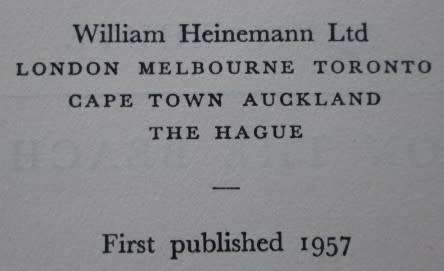 William Heinemann Ltd
LONDON MELBOURNE TORONTO
CAPE TOWN AUCKLAND
THE HAGUE
First published 1957